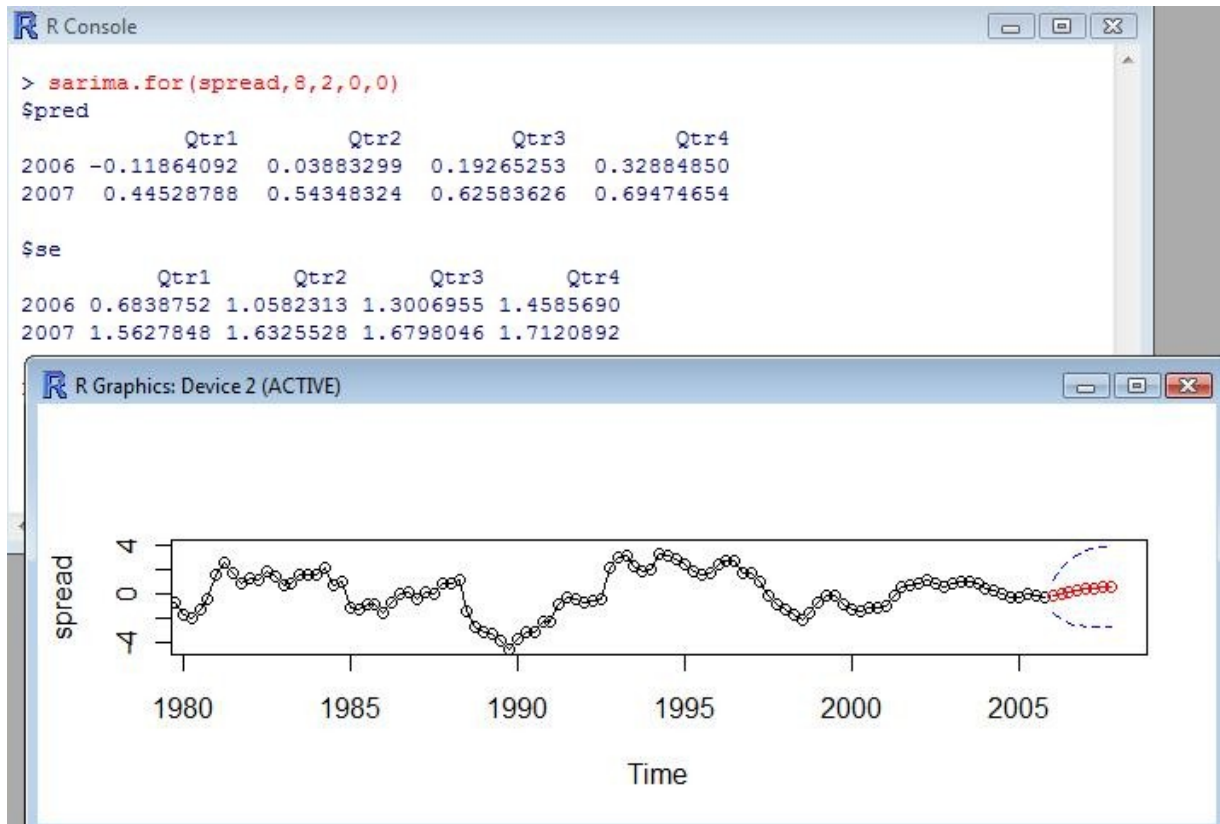 R Console
> sarima.for(spread,8,2,0,0)
$pred
Qtr1 Qtr2 Qtr3 Qtr4
2006 -0.11864092 0.03883299 0.19265253 0.32884850
2007 0.44528788 0.54348324 0.62583626 0.69474654
$se
Qtr1 Qtr2 Qtr3 Qtr4
2006 0.6838752 1.0582313 1.3006955 1.4585690
2007 1.5627848 1.6325528 1.6798046 1.7120892
R Graphics: Device 2 (ACTIVE)
spread
4
0
-4
1980 1985 1990 1995 2000 2005
Time